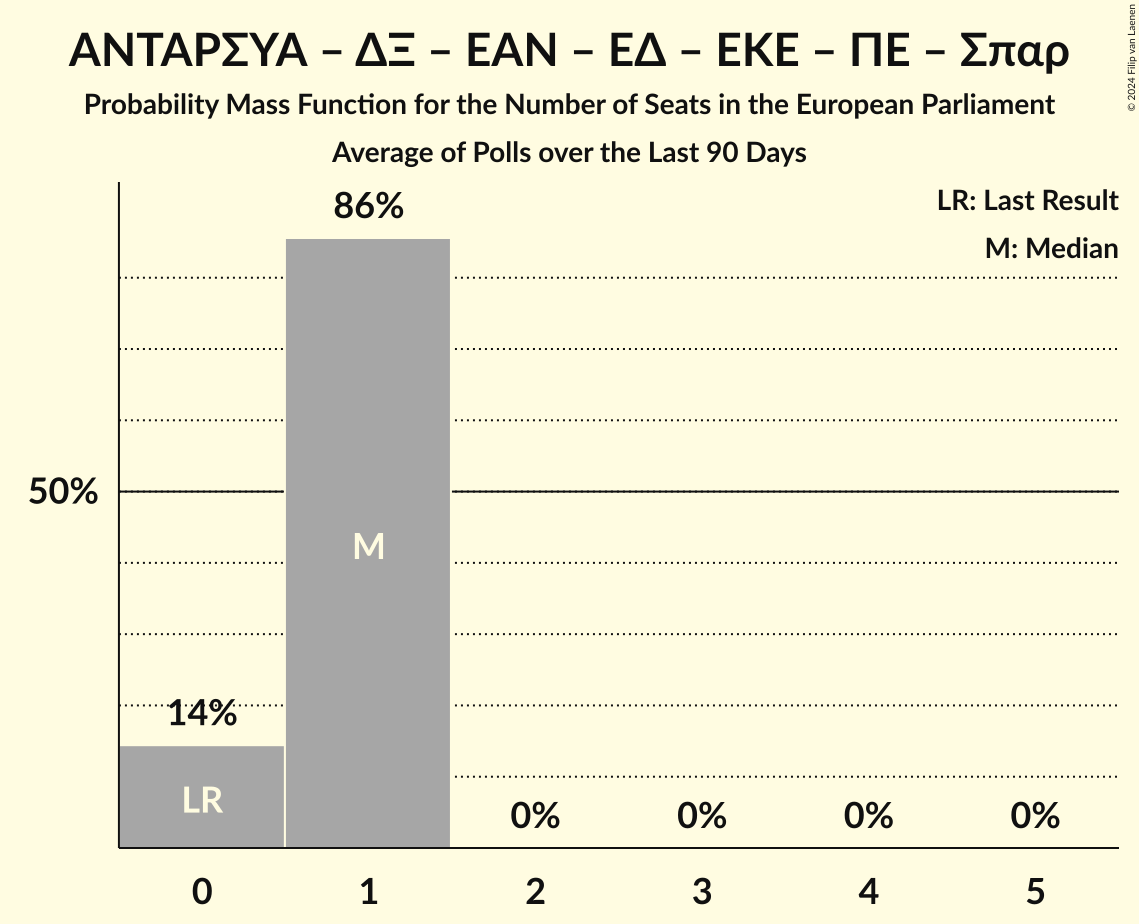 ΑΝΤΑΡΣΥΑ – ΔΞ – ΕΑΝ – ΕΔ – ΕΚΕ – ΠΕ – Σπαρ
Probability Mass Function for the Number of Seats in the European Parliament
Average of Polls over the Last 90 Days
© 2024 Filip van Laenen
LR: Last Result
M: Median
86%
50%
M
14%
LR
0%
0%
0%
0%
0
1
2
3
4
5